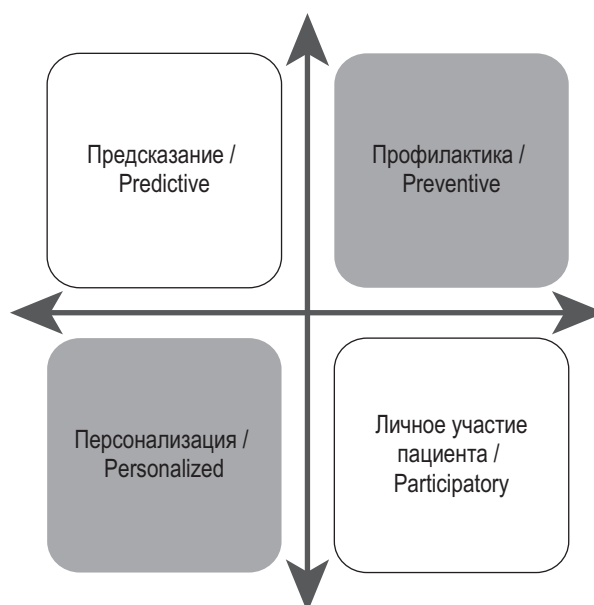 Предсказание /
Predictive
Профилактика /
Preventive
Персонализация /
Personalized
Личное участие
пациента /
Participatory